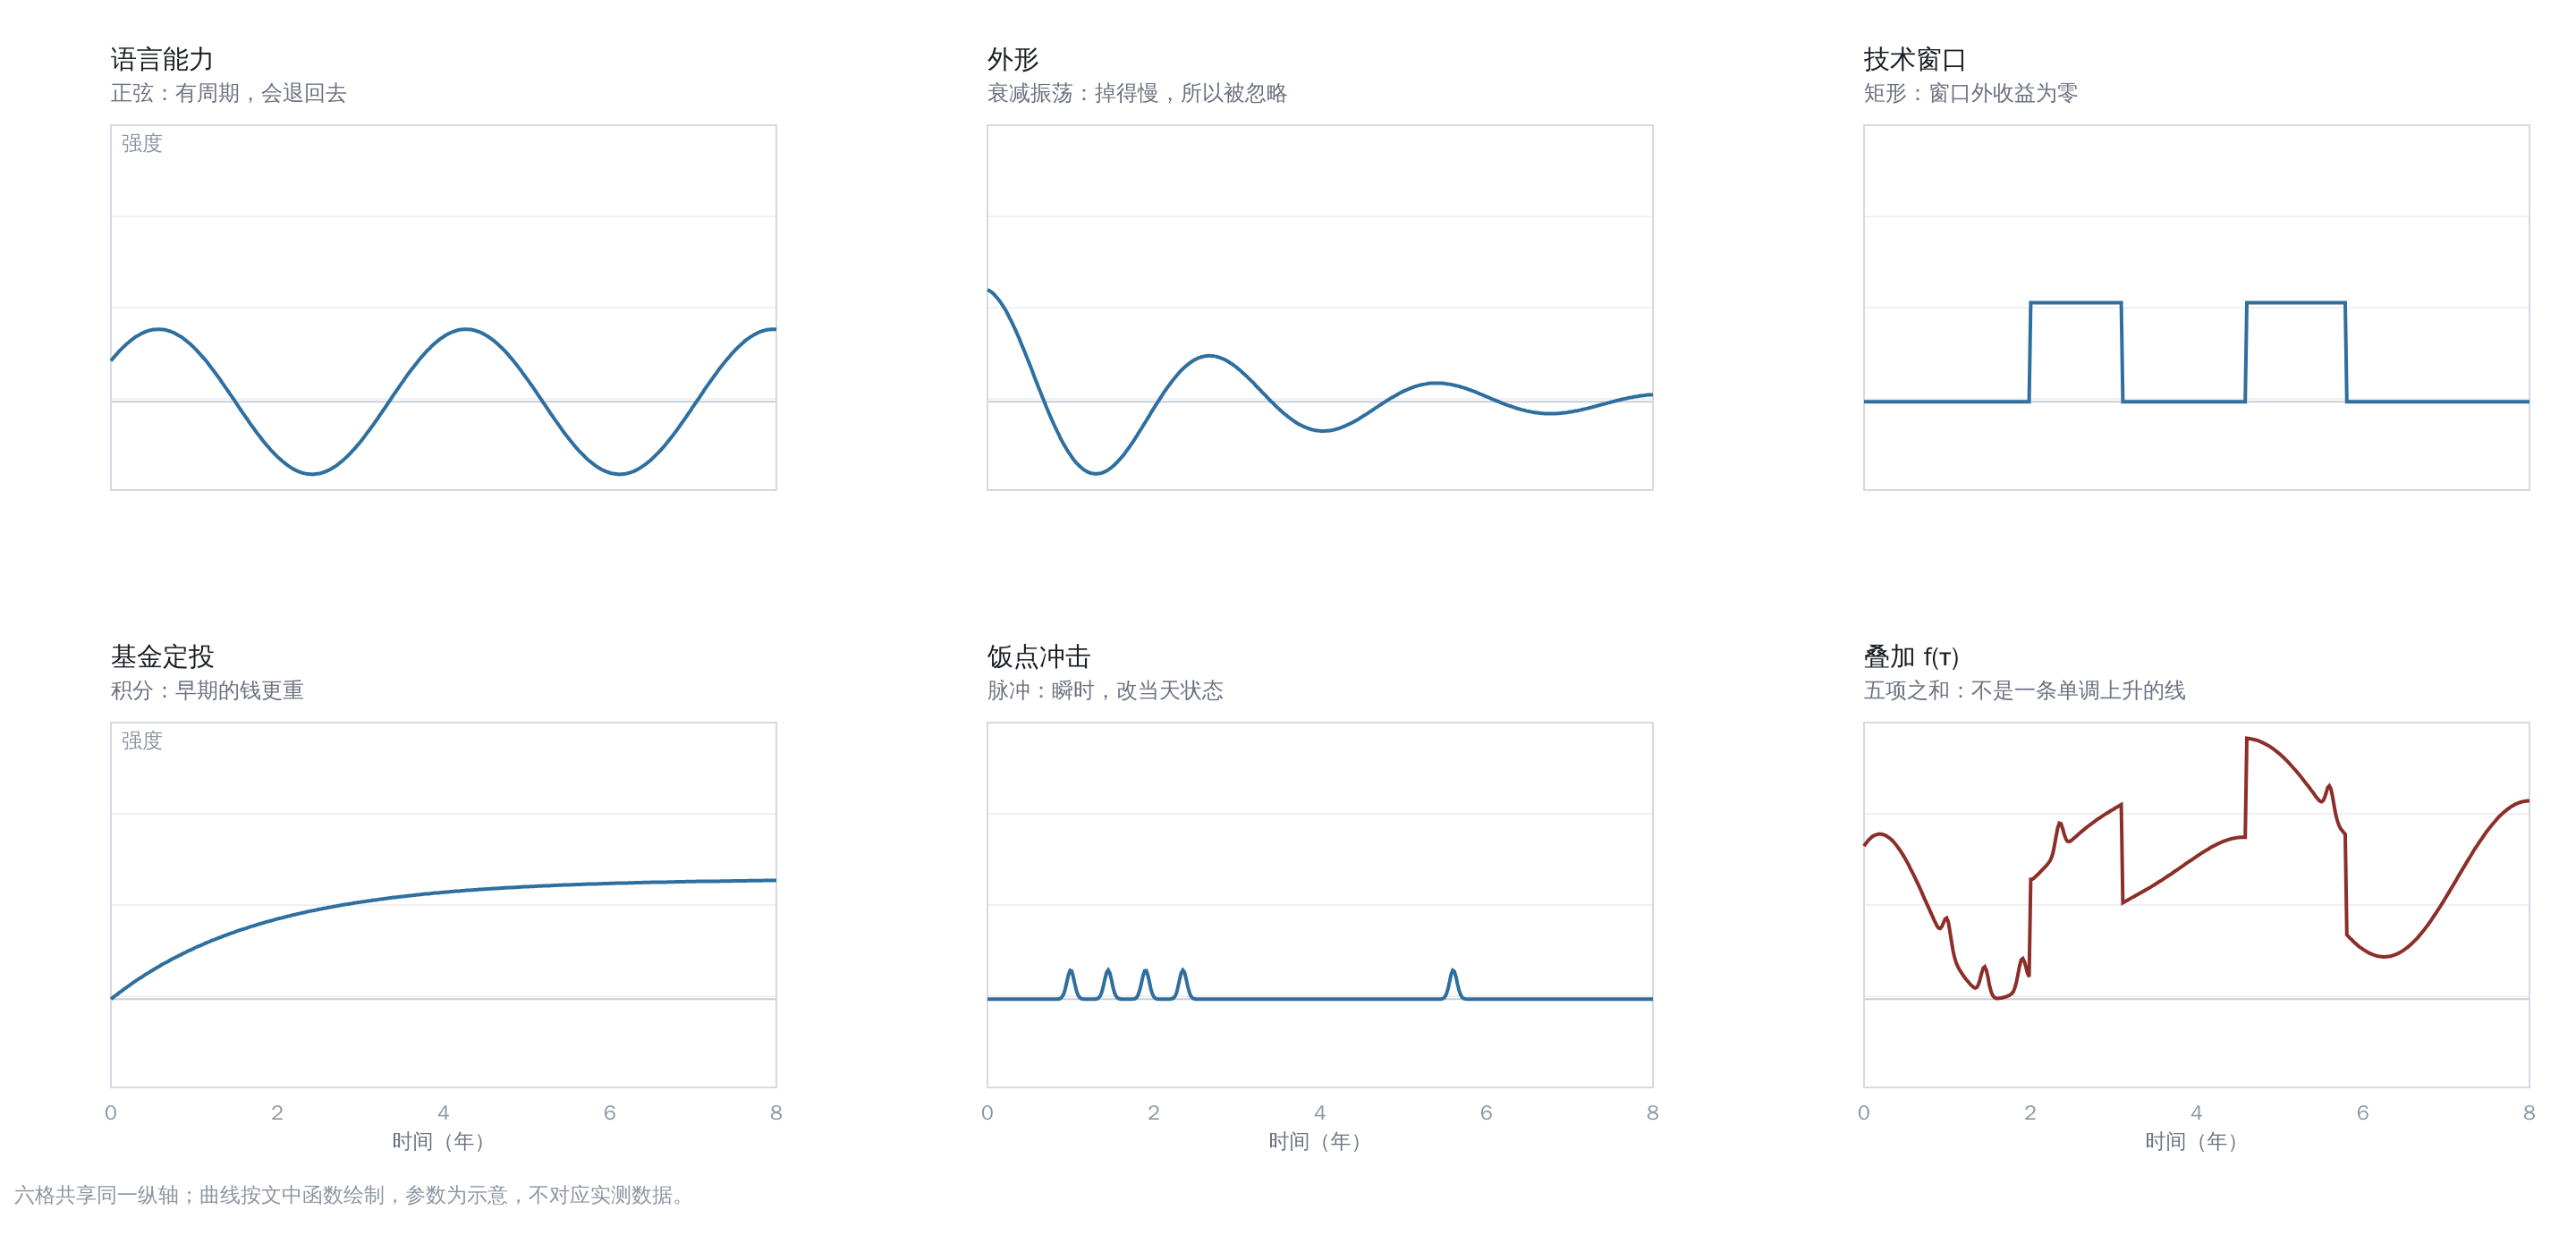 语言能力
正弦：有周期，会退回去
强度
外形
衰减振荡：掉得慢，所以被忽略
技术窗口
矩形：窗口外收益为零
基金定投
积分：早期的钱更重
强度
0 2 4 6 8
时间（年）
饭点冲击
脉冲：瞬时，改当天状态
0 2 4 6 8
时间（年）
叠加 f(τ)
五项之和：不是一条单调上升的线
0 2 4 6 8
时间（年）
六格共享同一纵轴；曲线按文中函数绘制，参数为示意，不对应实测数据。